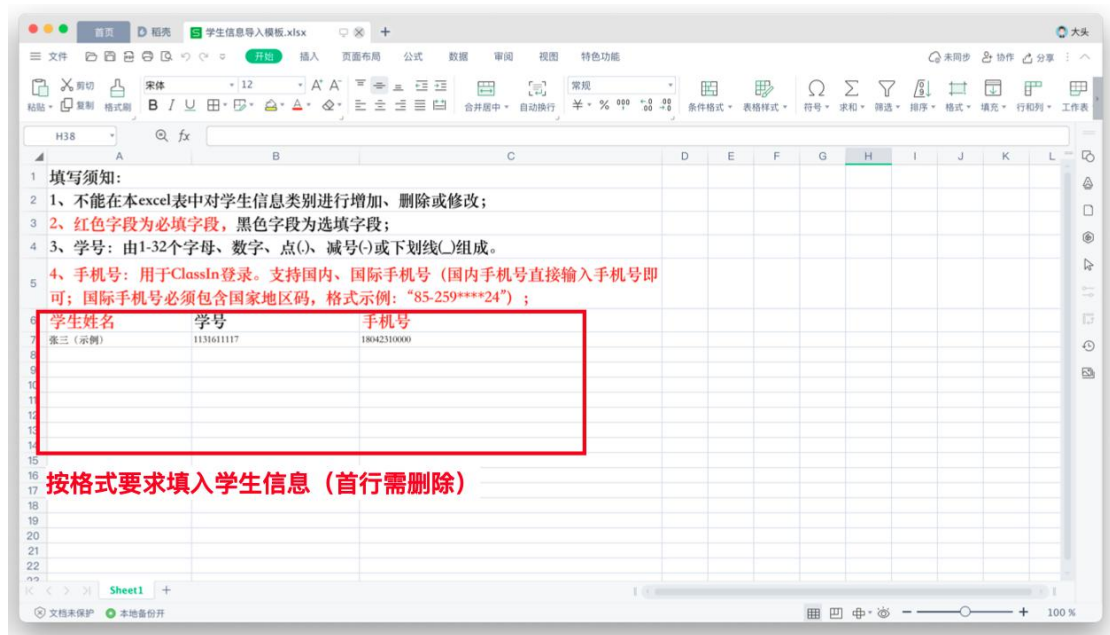 首页 稻壳 学生信息导入模板.xlsx 大头
文件 开始 插入 页面布局 公式 数据 审阅 视图 特色功能 未同步 协作 分享
剪切 宋体 12 常规
粘贴 复制 格式刷 合并居中 自动换行 条件格式 表格样式 符号 求和 筛选 排序 格式 填充 行和列 工作表
H38 fx
A B C D E F G H I J K L
1 填写须知:
2 1、不能在本excel表中对学生信息类别进行增加、删除或修改;
3 2、红色字段为必填字段,黑色字段为选填字段;
4 3、学号:由1-32个字母、数字、点(.)、减号(-)或下划线(_)组成。
5 4、手机号:用于ClassIn登录。支持国内、国际手机号(国内手机号直接输入手机号即
可;国际手机号必须包含国家地区码,格式示例:“85-259****24”);
6 学生姓名 学号 手机号
7 张三(示例) 1131611117 18042310000
8
9
10
11
12
13
14
15
16
按格式要求填入学生信息(首行需删除)
17
18
19
20
21
22
Sheet1
文档未保护 本地备份开 100 %